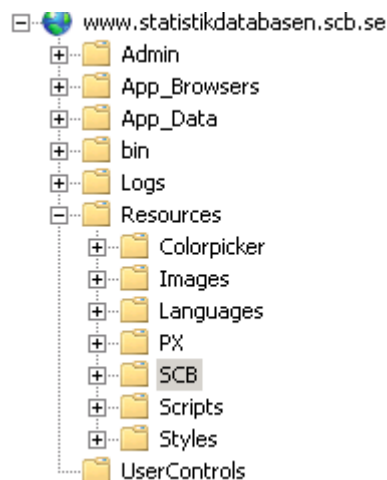 www.statistikdatabasen.scb.se
Admin
App_Browsers
App_Data
bin
Logs
Resources
Colorpicker
Images
Languages
PX
SCB
Scripts
Styles
UserControls